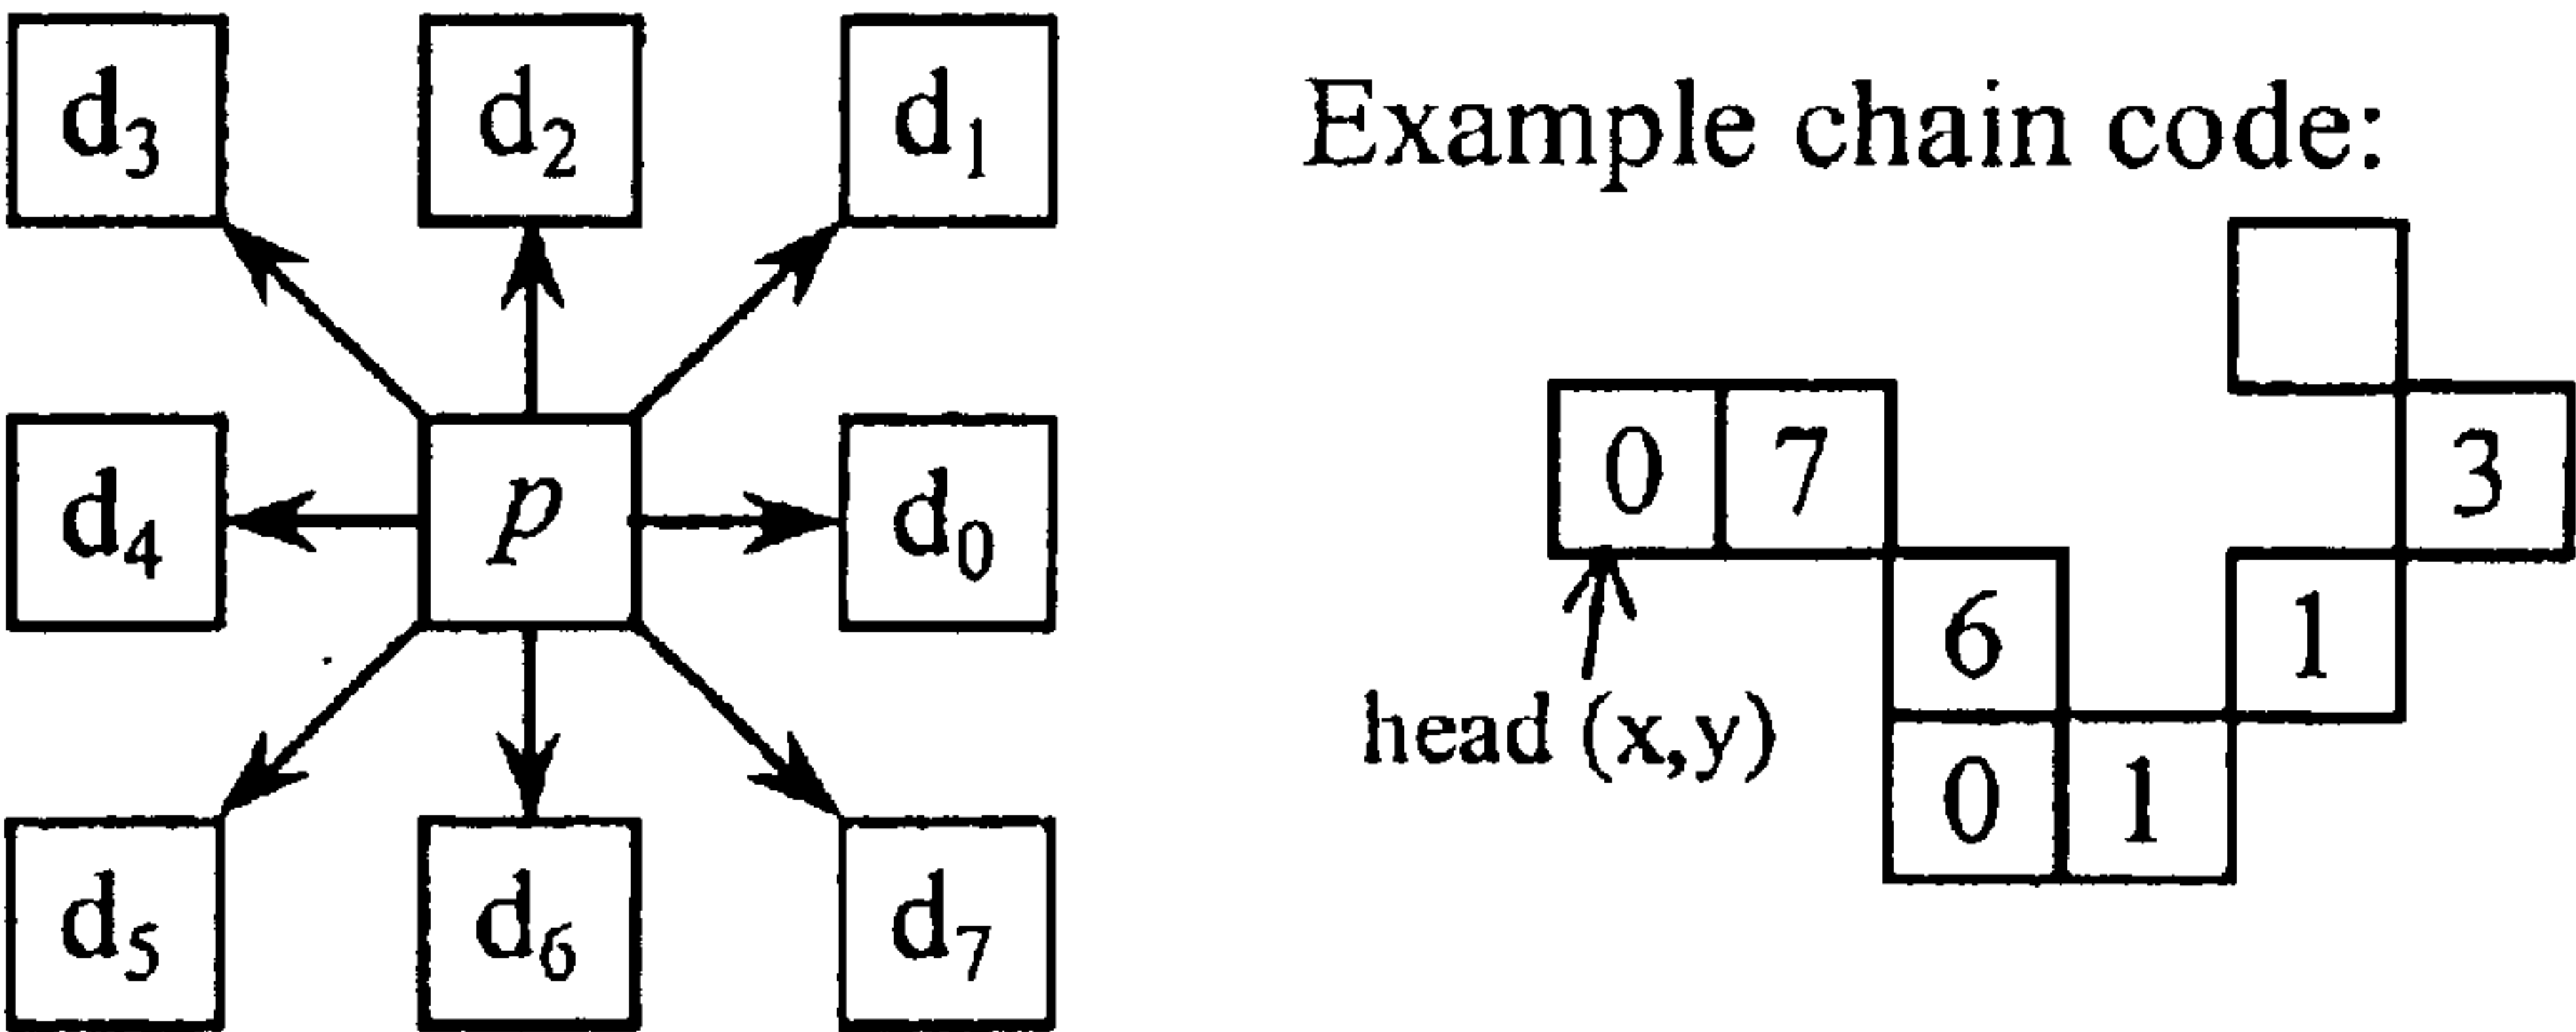 d3 d2 d1
d4 p d0
d5 d6 d7
Example chain code:
3
0 7
6 1
head (x,y)
0 1